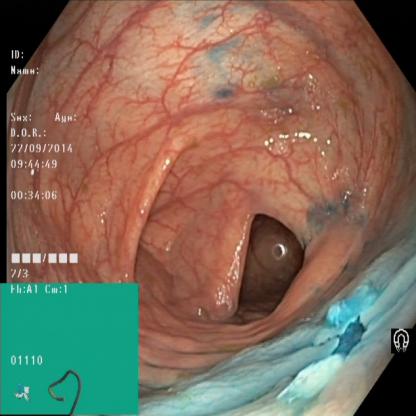 ID:
Name:
Sex: Age:
D.O.B.:
22/09/2014
09:44:49
00:34:06
■■■/■■■
7/3
Eh:A1 Cm:1
01110